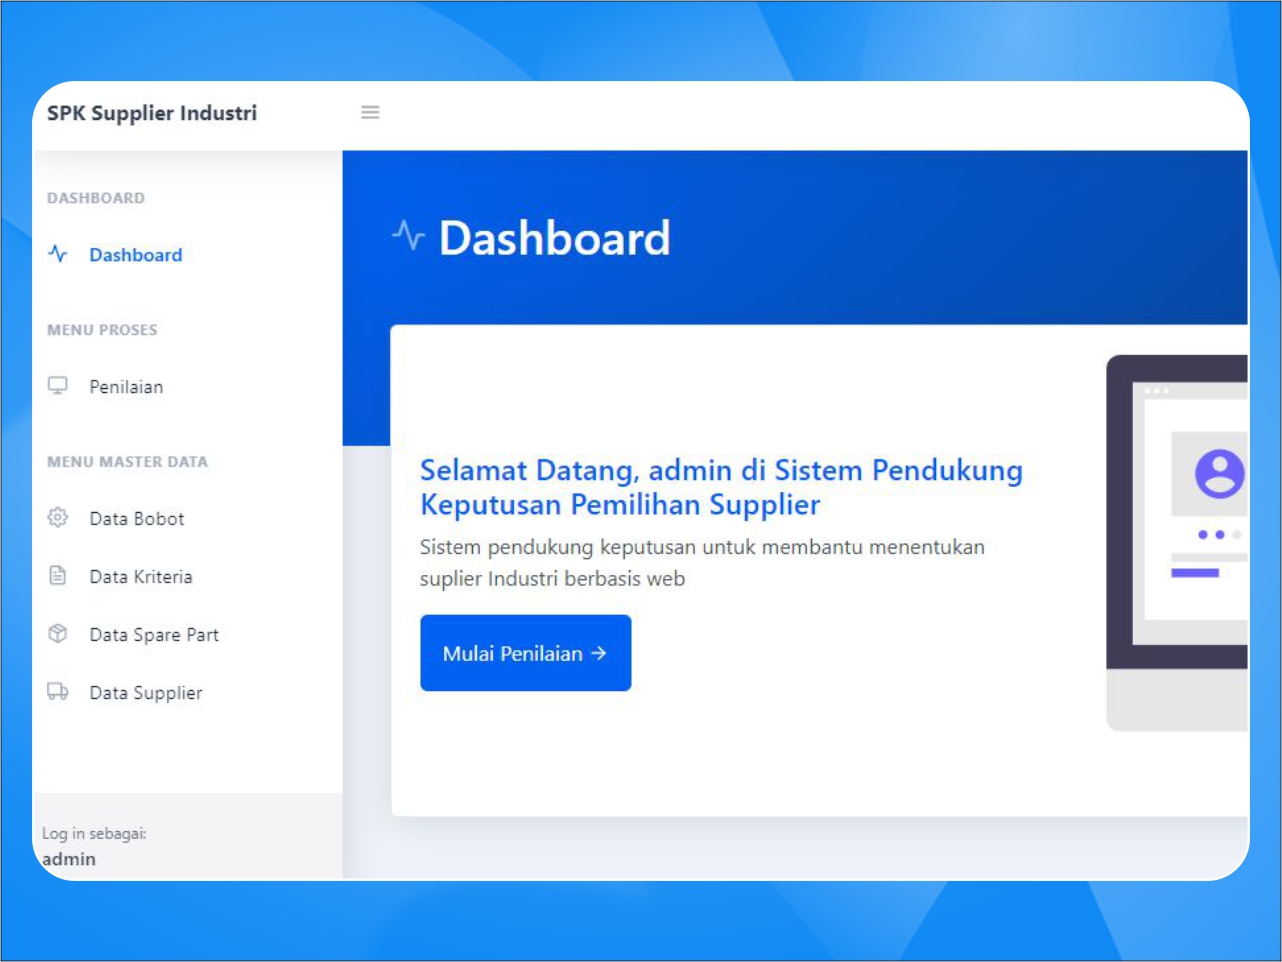 SPK Supplier Industri
DASHBOARD
Dashboard
MENU PROSES
Penilaian
MENU MASTER DATA
Data Bobot
Data Kriteria
Data Spare Part
Data Supplier
Log in sebagai:
admin
Dashboard
Selamat Datang, admin di Sistem Pendukung
Keputusan Pemilihan Supplier
Sistem pendukung keputusan untuk membantu menentukan
suplier Industri berbasis web
Mulai Penilaian →